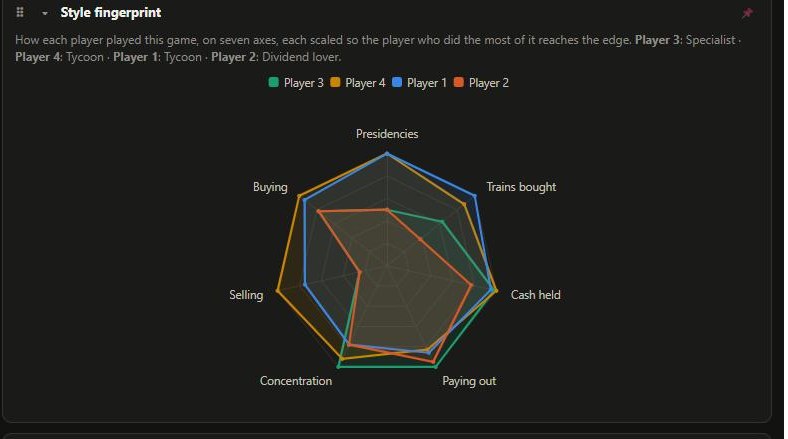 Style fingerprint
How each player played this game, on seven axes, each scaled so the player who did the most of it reaches the edge. Player 3: Specialist ·
Player 4: Tycoon · Player 1: Tycoon · Player 2: Dividend lover.
Player 3 Player 4 Player 1 Player 2
Presidencies
Buying Trains bought
Selling Cash held
Concentration Paying out